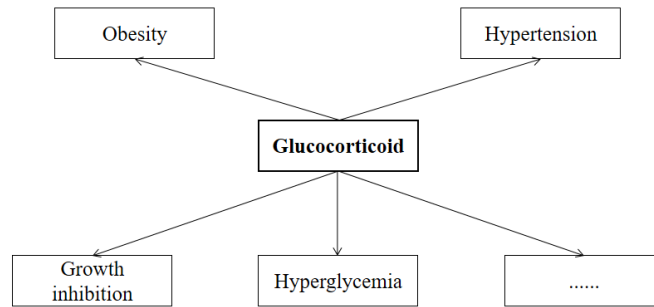 Obesity
Hypertension
Glucocorticoid
Growth
inhibition
Hyperglycemia
......